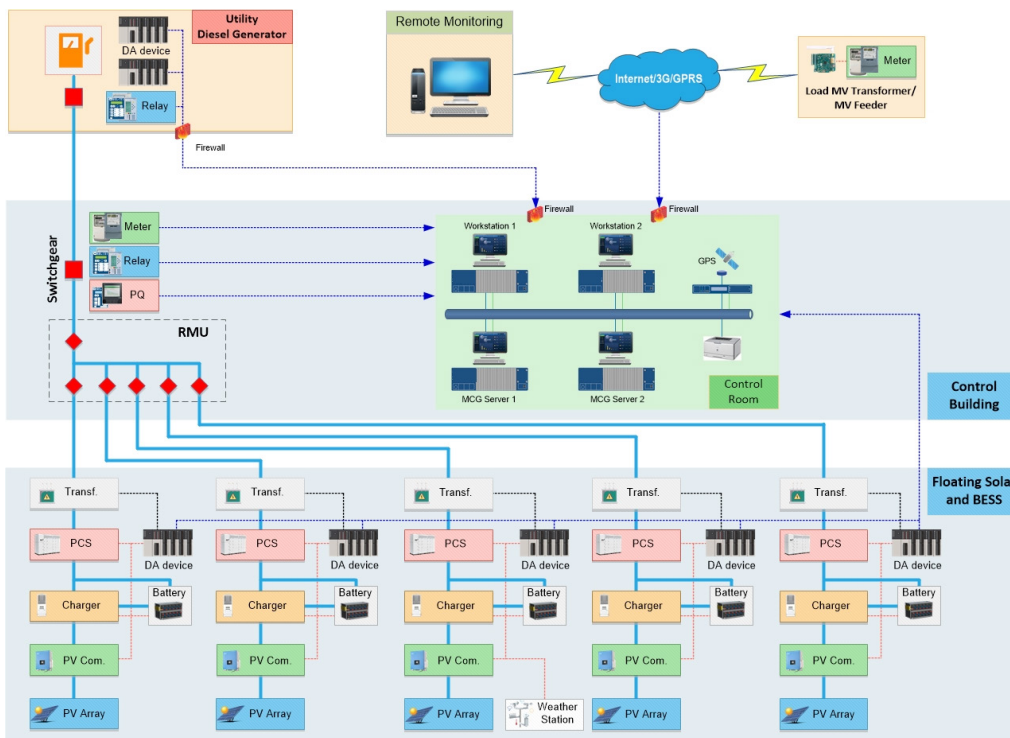 Utility
Diesel Generator
DA device
Relay
Firewall
Remote Monitoring
Internet/3G/GPRS
Meter
Load MV Transformer/
MV Feeder
Switchgear
Meter
Relay
PQ
RMU
Firewall
Firewall
Workstation 1
Workstation 2
GPS
MCG Server 1
MCG Server 2
Control
Room
Control
Building
Floating Solar
and BESS
Transf.
Transf.
Transf.
Transf.
Transf.
PCS
DA device
PCS
DA device
PCS
DA device
PCS
DA device
PCS
DA device
Charger
Battery
Charger
Battery
Charger
Battery
Charger
Battery
Charger
Battery
PV Com.
PV Com.
PV Com.
PV Com.
PV Com.
PV Array
PV Array
PV Array
Weather
Station
PV Array
PV Array